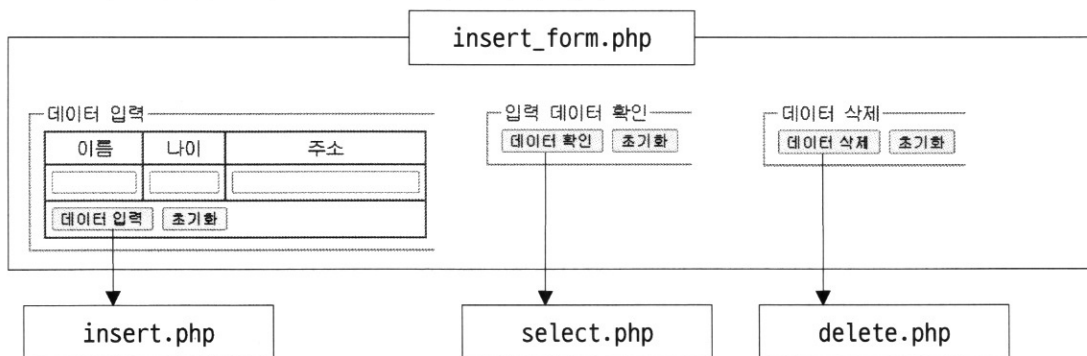 insert_form.php
데이터 입력
이름 나이 주소
데이터 입력 초기화
입력 데이터 확인
데이터 확인 초기화
데이터 삭제
데이터 삭제 초기화
insert.php
select.php
delete.php